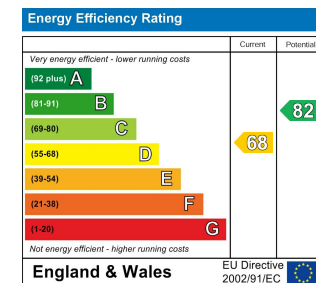 Energy Efficiency Rating
Current Potential
Very energy efficient - lower running costs
(92 plus) A
(81-91) B
82
(69-80) C
(55-68) D
68
(39-54) E
(21-38) F
(1-20) G
Not energy efficient - higher running costs
England & Wales
EU Directive
2002/91/EC